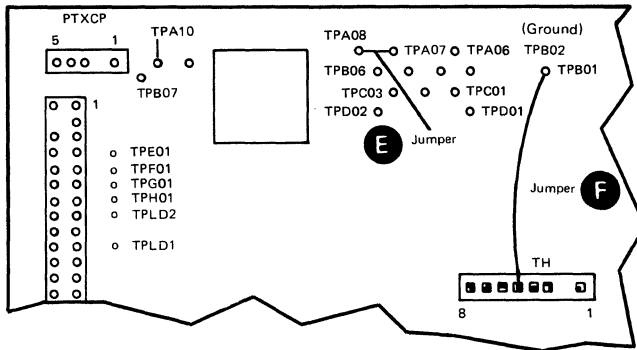 PTXCP
5 1
TPA10
TPB07
1
TPE01
TPF01
TPG01
TPH01
TPLD2
TPLD1
TPA08
TPA07
TPA06
TPB06
TPC03
TPC01
TPD02
TPD01
E
Jumper
(Ground)
TPB02
TPB01
Jumper
F
TH
8 1